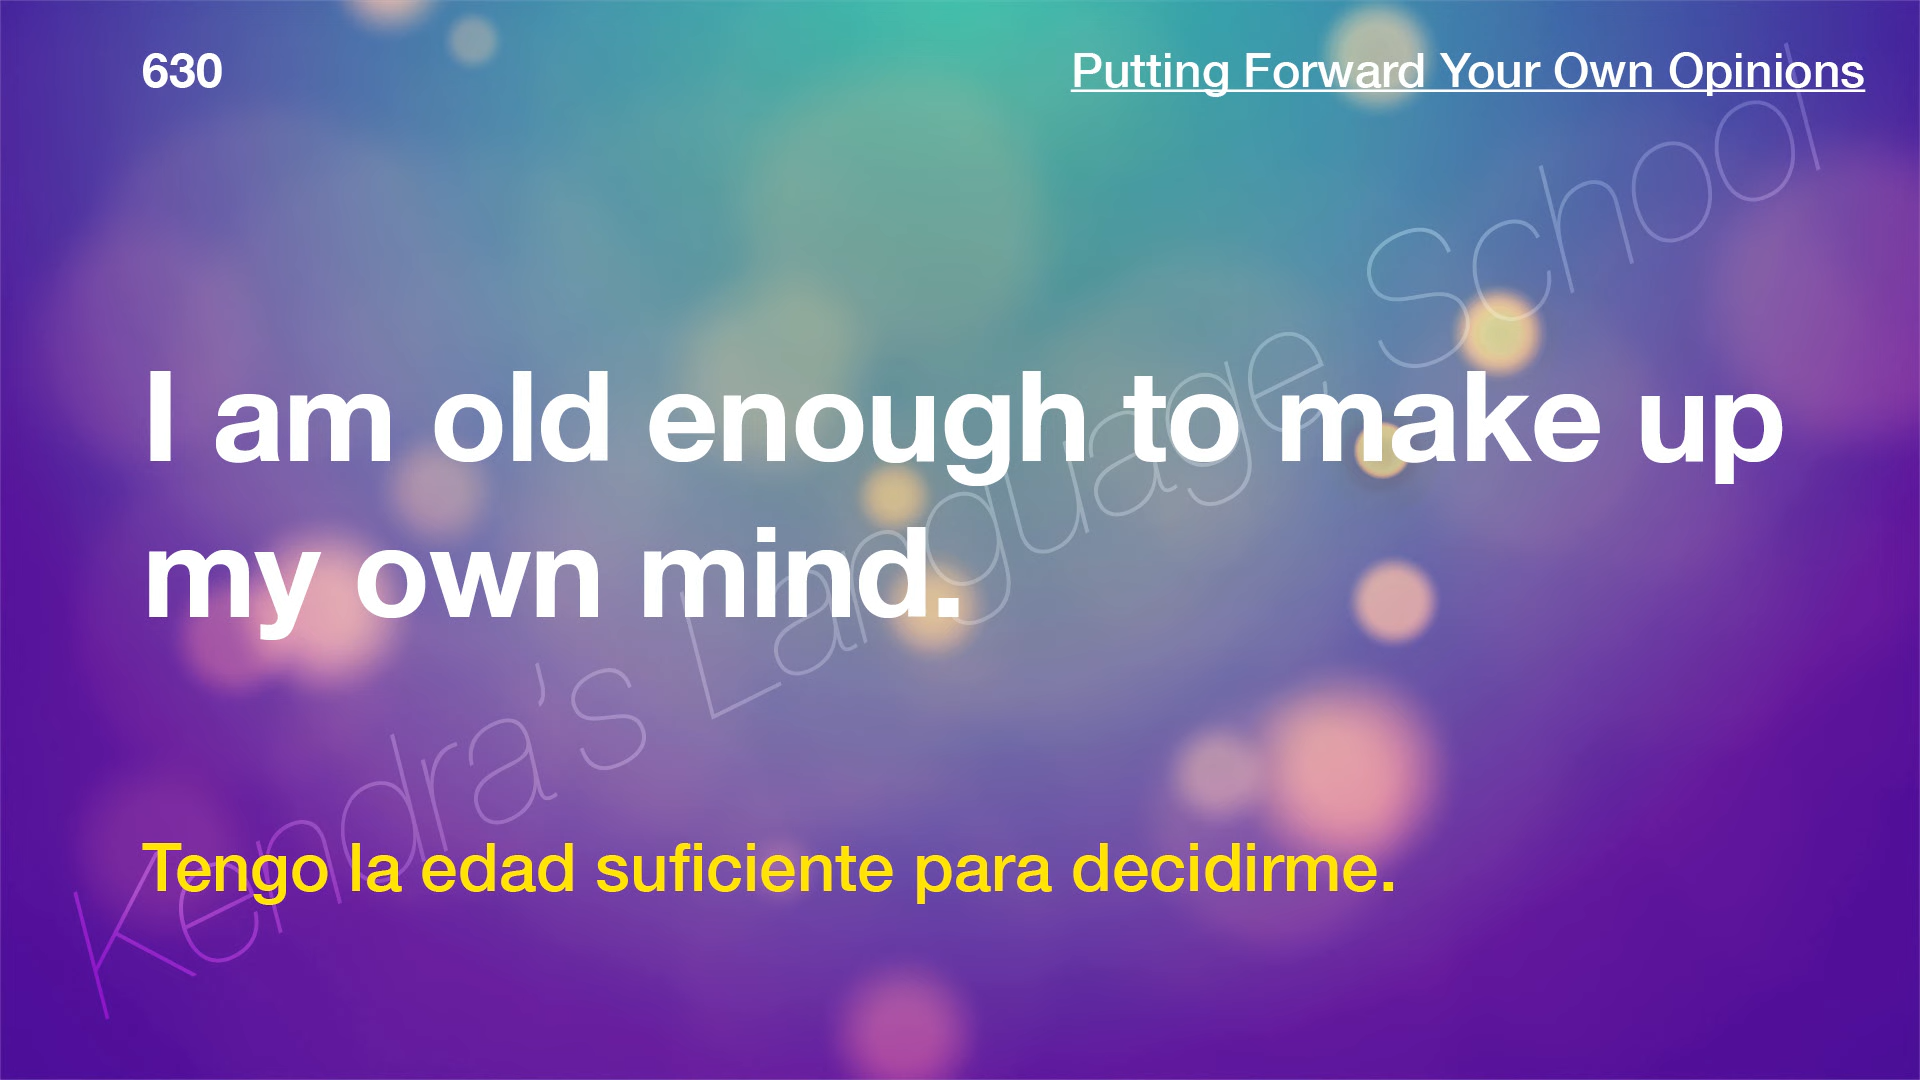 630
Putting Forward Your Own Opinions
I am old enough to make up
my own mind.
Tengo la edad suficiente para decidirme.
Kendra’s Language School